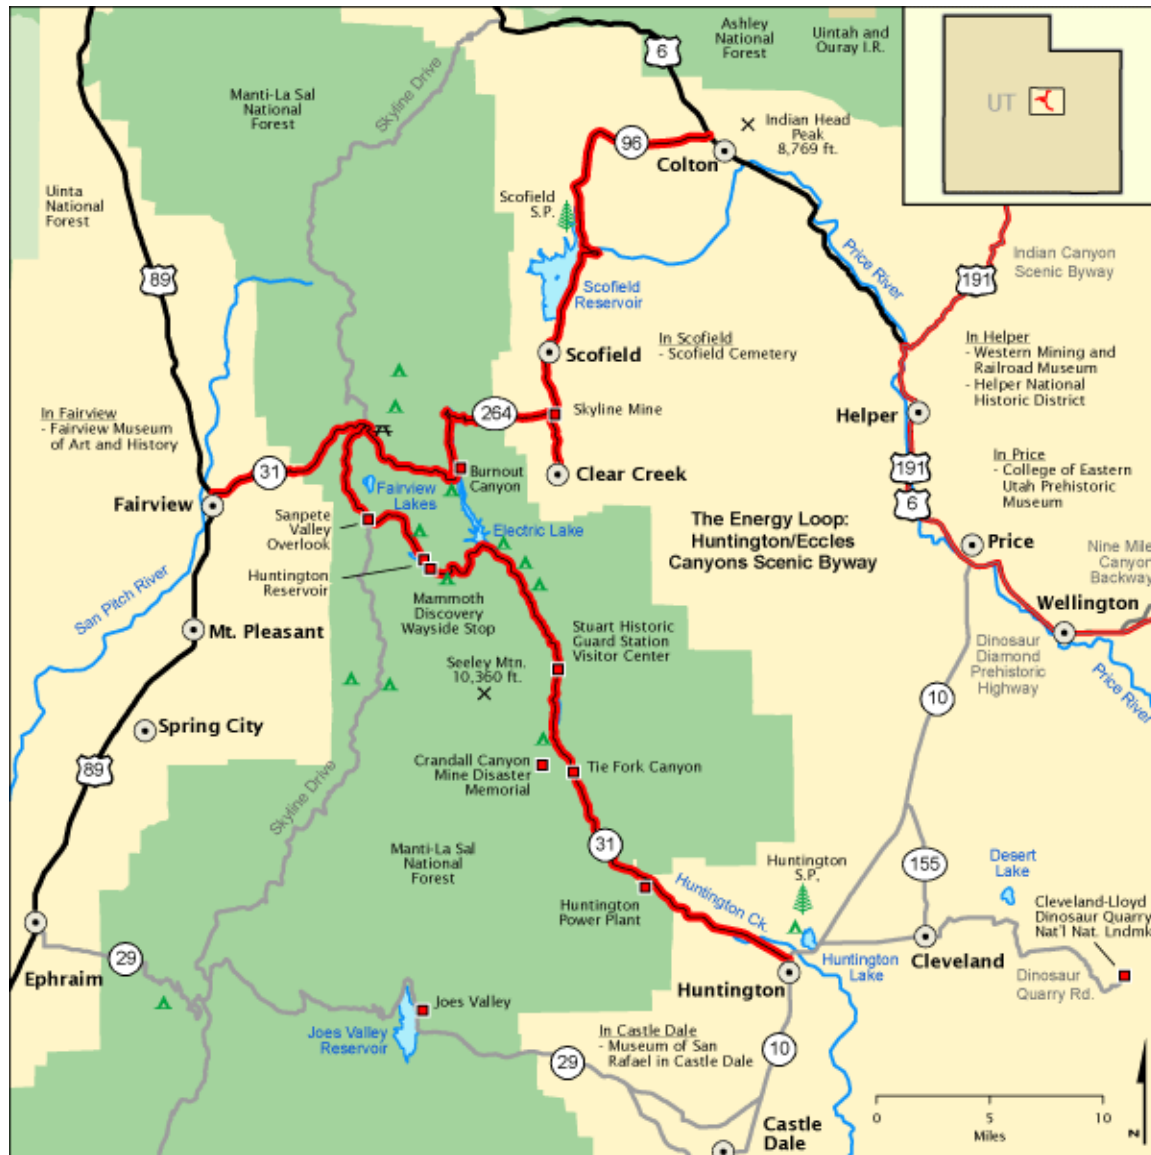 Ashley
National
Forest
Uintah and
Ouray I.R.
6
UT
Skyline Drive
Manti-La Sal
National
Forest
Indian Head
Peak
8,769 ft.
96
Colton
Uinta
National
Forest
Scofield
S.P.
Price River
Indian Canyon
Scenic Byway
89
191
Scofield
Reservoir
In Scofield
- Scofield Cemetery
Scofield
In Helper
- Western Mining and
Railroad Museum
- Helper National
Historic District
In Fairview
- Fairview Museum
of Art and History
264
Skyline Mine
Helper
31
Burnout
Canyon
Clear Creek
191
In Price
- College of Eastern
Utah Prehistoric
Museum
Fairview
Fairview
Lakes
6
Sanpete
Valley
Overlook
Electric Lake
The Energy Loop:
Huntington/Eccles
Canyons Scenic Byway
Price
Nine Mile
Canyon
Backway
Huntington
Reservoir
San Pitch River
Mammoth
Discovery
Wayside Stop
Wellington
Mt. Pleasant
Stuart Historic
Guard Station
Visitor Center
Dinosaur
Diamond
Prehistoric
Highway
Seeley Mtn.
10,360 ft.
Price River
10
Spring City
89
Skyline Drive
Crandall Canyon
Mine Disaster
Memorial
Tie Fork Canyon
Manti-La Sal
National
Forest
31
Huntington
S.P.
155
Desert
Lake
Huntington
Power Plant
Huntington Ck.
Cleveland-Lloyd
Dinosaur Quarry
Nat'l Nat. Lndmk
Ephraim
29
Huntington
Lake
Cleveland
Huntington
Dinosaur
Quarry Rd.
Joes Valley
Joes Valley
Reservoir
In Castle Dale
- Museum of San
Rafael in Castle Dale
29
10
0 5 10
Miles
N
Castle
Dale